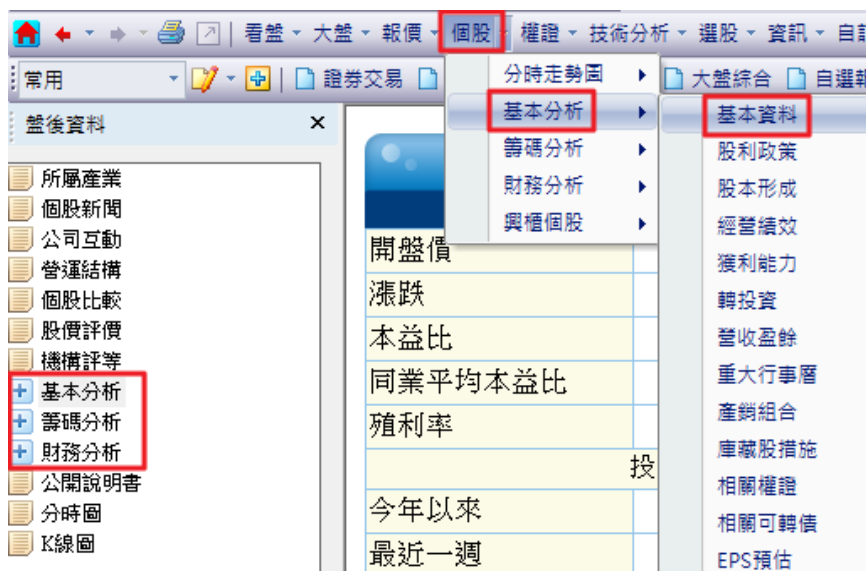 看盤 大盤 報價 個股 權證 技術分析 選股 資訊 自訂
常用 證券交易 大盤綜合 自選報
盤後資料
所屬產業
個股新聞
公司互動
營運結構
個股比較
股價評價
機構評等
基本分析
籌碼分析
財務分析
公開說明書
分時圖
K線圖
分時走勢圖
基本分析
籌碼分析
財務分析
興櫃個股
基本資料
股利政策
股本形成
經營績效
獲利能力
轉投資
營收盈餘
重大行事曆
產銷組合
庫藏股措施
相關權證
相關可轉債
EPS預估
開盤價
漲跌
本益比
同業平均本益比
殖利率
投
今年以來
最近一週